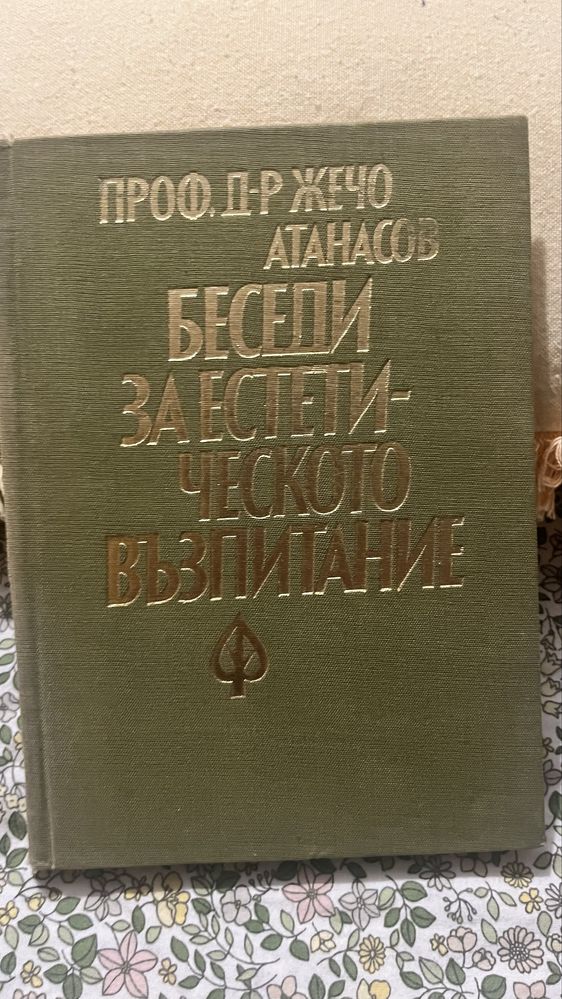 ПРОФ. Д-Р ЖЕЧО
АТАНАСОВ
БЕСЕДИ
ЗА ЕСТЕТИ-
ЧЕСКОТО
ВЪЗПИТАНИЕ